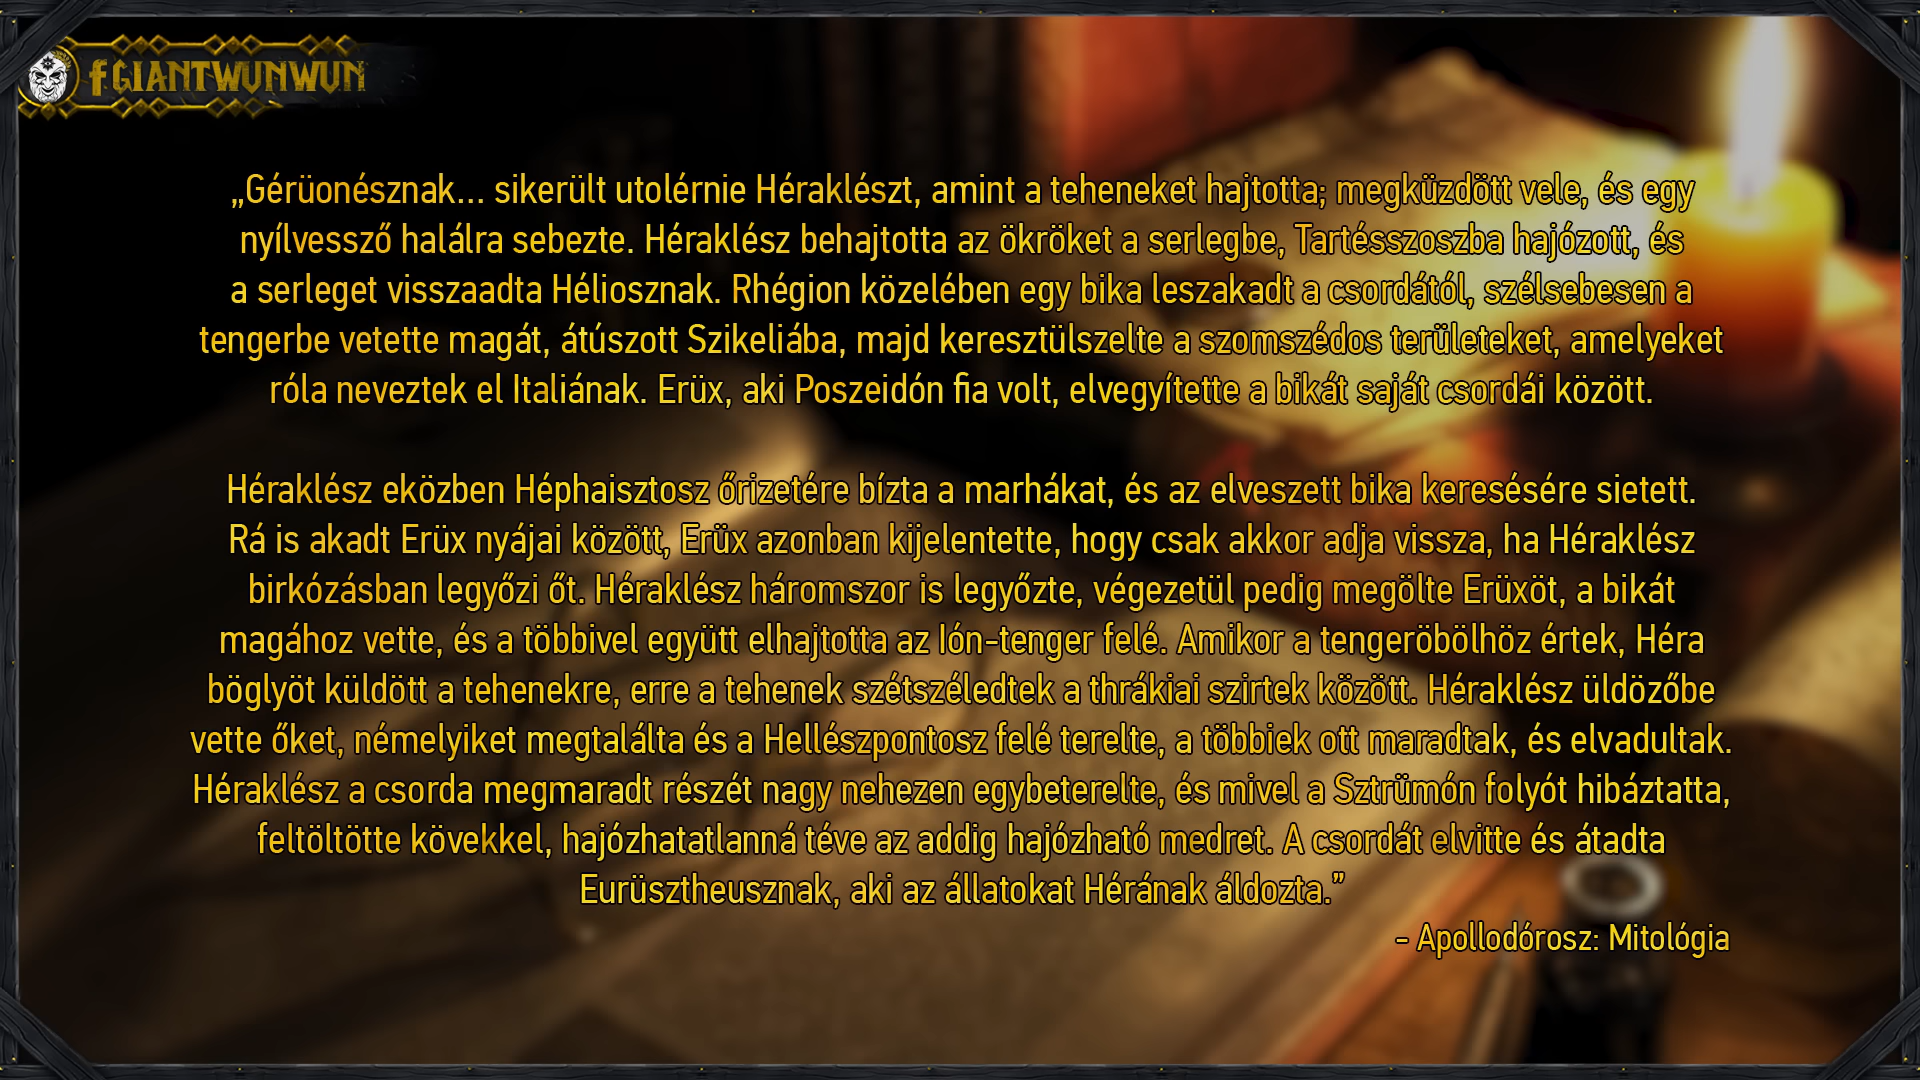 fGIANTWUNWUN
„Gérüonésznak... sikerült utolérnie Héraklészt, amint a teheneket hajtotta; megküzdött vele, és egy
nyílvessző halálra sebezte. Héraklész behajtotta az ökröket a serlegbe, Tartésszoszba hajózott, és
a serleget visszaadta Héliosznak. Rhégion közelében egy bika leszakadt a csordától, szélsebesen a
tengerbe vetette magát, átúszott Szikeliába, majd keresztülszelte a szomszédos területeket, amelyeket
róla neveztek el Italiának. Erüx, aki Poszeidón fia volt, elvegyítette a bikát saját csordái között.
Héraklész eközben Héphaisztosz őrizetére bízta a marhákat, és az elveszett bika keresésére sietett.
Rá is akadt Erüx nyájai között, Erüx azonban kijelentette, hogy csak akkor adja vissza, ha Héraklész
birkózásban legyőzi őt. Héraklész háromszor is legyőzte, végezetül pedig megölte Erüxöt, a bikát
magához vette, és a többivel együtt elhajtotta az Ión-tenger felé. Amikor a tengeröbölhöz értek, Héra
böglyöt küldött a tehenekre, erre a tehenek szétszéledtek a thrákiai szirtek között. Héraklész üldözőbe
vette őket, némelyiket megtalálta és a Hellészpontosz felé terelte, a többiek ott maradtak, és elvadultak.
Héraklész a csorda megmaradt részét nagy nehezen egybeterelte, és mivel a Sztrümón folyót hibáztatta,
feltöltötte kövekkel, hajózhatatlanná téve az addig hajózható medret. A csordát elvitte és átadta
Eurüsztheusznak, aki az állatokat Hérának áldozta.”
- Apollodórosz: Mitológia